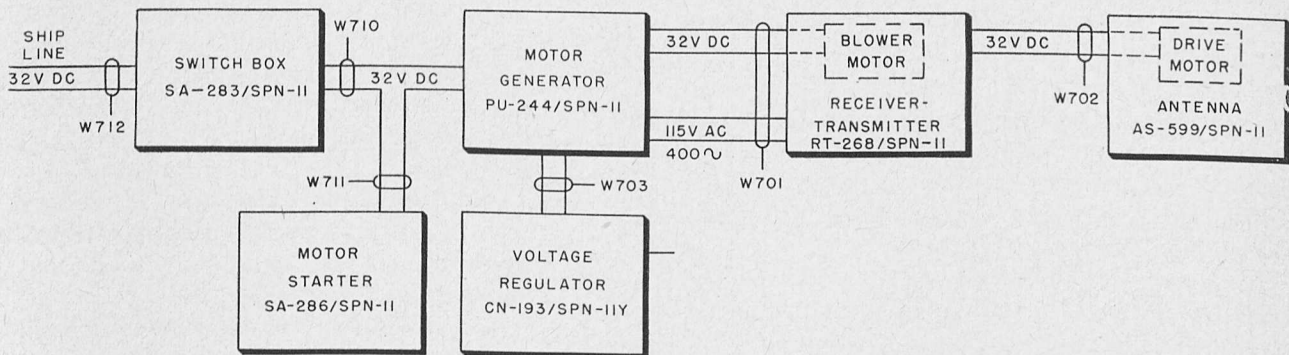 SHIP
LINE
32V DC
W712
SWITCH BOX
SA-283/SPN-11
W710
32V DC
W711
MOTOR
STARTER
SA-286/SPN-11
MOTOR
GENERATOR
PU-244/SPN-11
W703
VOLTAGE
REGULATOR
CN-193/SPN-11Y
32V DC
115V AC
400~
W701
BLOWER
MOTOR
RECEIVER-
TRANSMITTER
RT-268/SPN-11
32V DC
W702
DRIVE
MOTOR
ANTENNA
AS-599/SPN-11